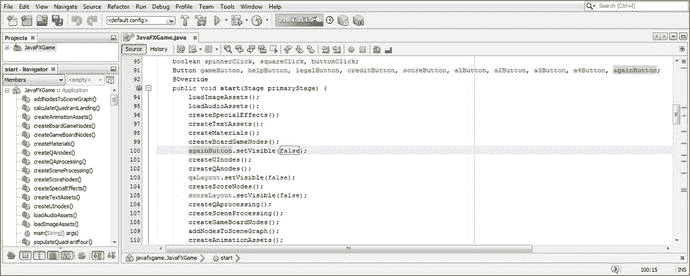 File Edit View Navigate Source Refactor Run Debug Profile Team Tools Window Help
Search (Ctrl+I)
<default config>
Projects
JavaFXGame
start - Navigator
Members
<empty>
JavaFXGame :: Application
addNodesToSceneGraph()
calculateQuadrantLanding()
createAnimationAssets()
createBoardGameNodes()
createGameBoardNodes()
createMaterials()
createQAnodes()
createQAprocessing()
createSceneProcessing()
createScoreNodes()
createSpecialEffects()
createTextAssets()
createUInodes()
loadAudioAssets()
loadImageAssets()
main(String[] args)
populateQuadrantFour()
JavaFXGame.java
Source History
90 boolean spinnerClick, squareClick, buttonClick;
91 Button gameButton, helpButton, legalButton, creditButton, scoreButton, a1Button, a2Button, a3Button, a4Button, againButton;
92 @Override
public void start(Stage primaryStage) {
94 loadImageAssets();
95 loadAudioAssets();
96 createSpecialEffects();
97 createTextAssets();
98 createMaterials();
99 createBoardGameNodes();
100 againButton.setVisible(false);
101 createUInodes();
102 createQAnodes();
103 qaLayout.setVisible(false);
104 createScoreNodes();
105 scoreLayout.setVisible(false);
106 createQAprocessing();
107 createSceneProcessing();
108 createGameBoardNodes();
109 addNodesToSceneGraph();
110 createAnimationAssets();
javafxgame.JavaFXGame
start
100:15
INS